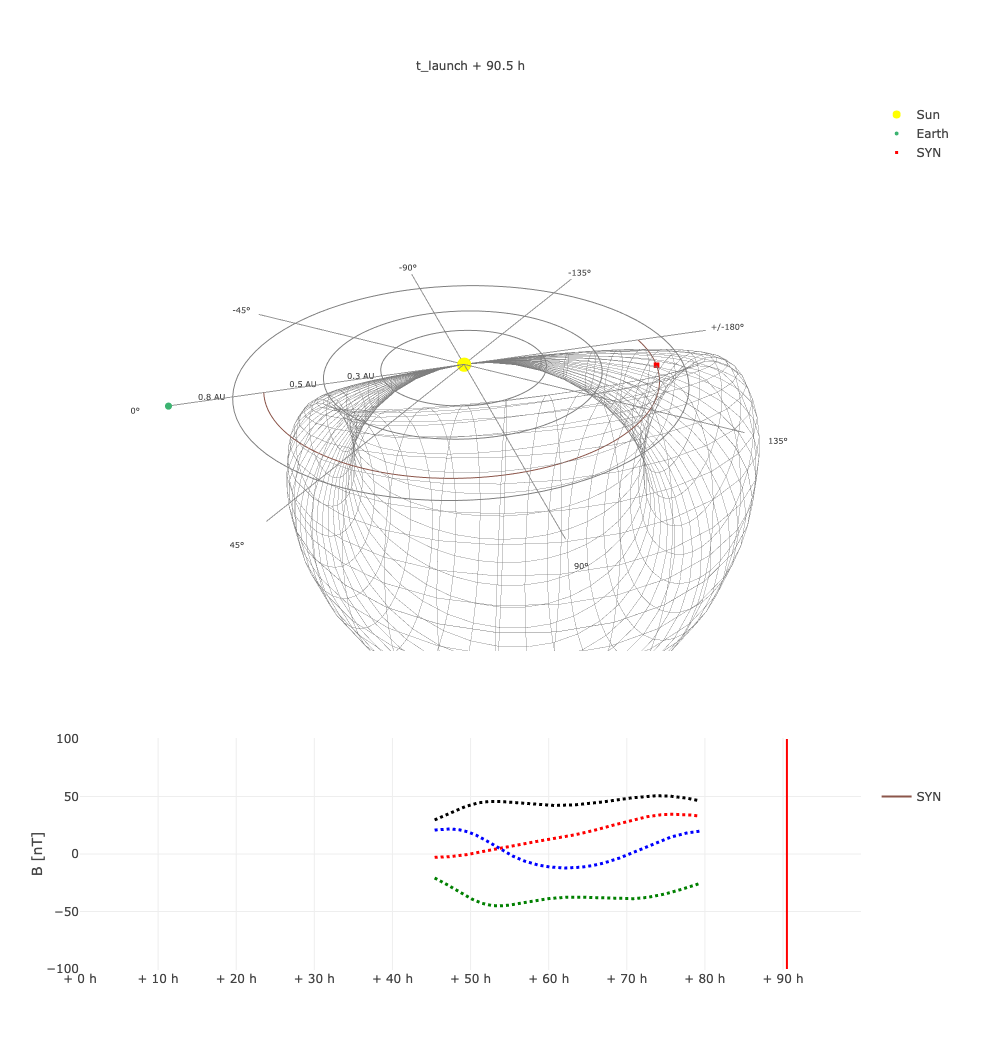 t_launch + 90.5 h
Sun
Earth
SYN
-90°
-135°
-45°
+/-180°
0.3 AU
0.5 AU
0.8 AU
0°
135°
45°
90°
100
50
0
−50
−100
B [nT]
SYN
+ 0 h
+ 10 h
+ 20 h
+ 30 h
+ 40 h
+ 50 h
+ 60 h
+ 70 h
+ 80 h
+ 90 h